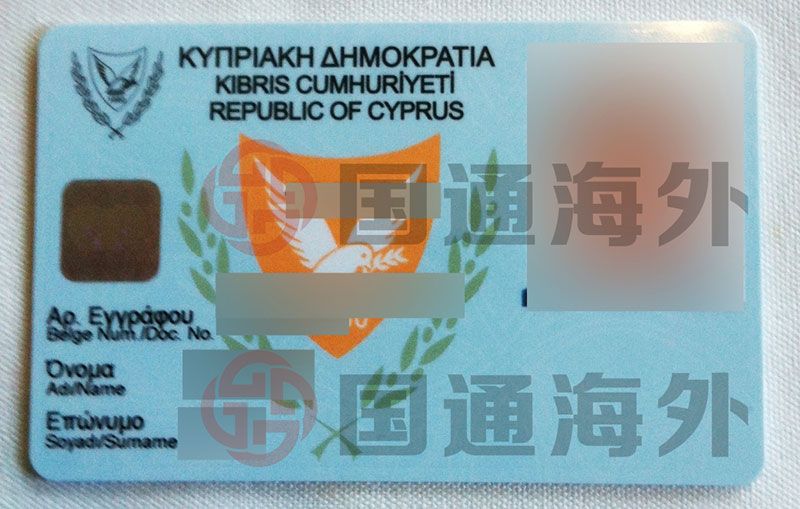 ΚΥΠΡΙΑΚΗ ΔΗΜΟΚΡΑΤΙΑ
KIBRIS CUMHURİYETİ
REPUBLIC OF CYPRUS
国通海外
Αρ. Εγγράφου
Belge Num./Doc. No.
Όνομα
Adı/Name
Επώνυμο
Soyadı/Surname
国通海外